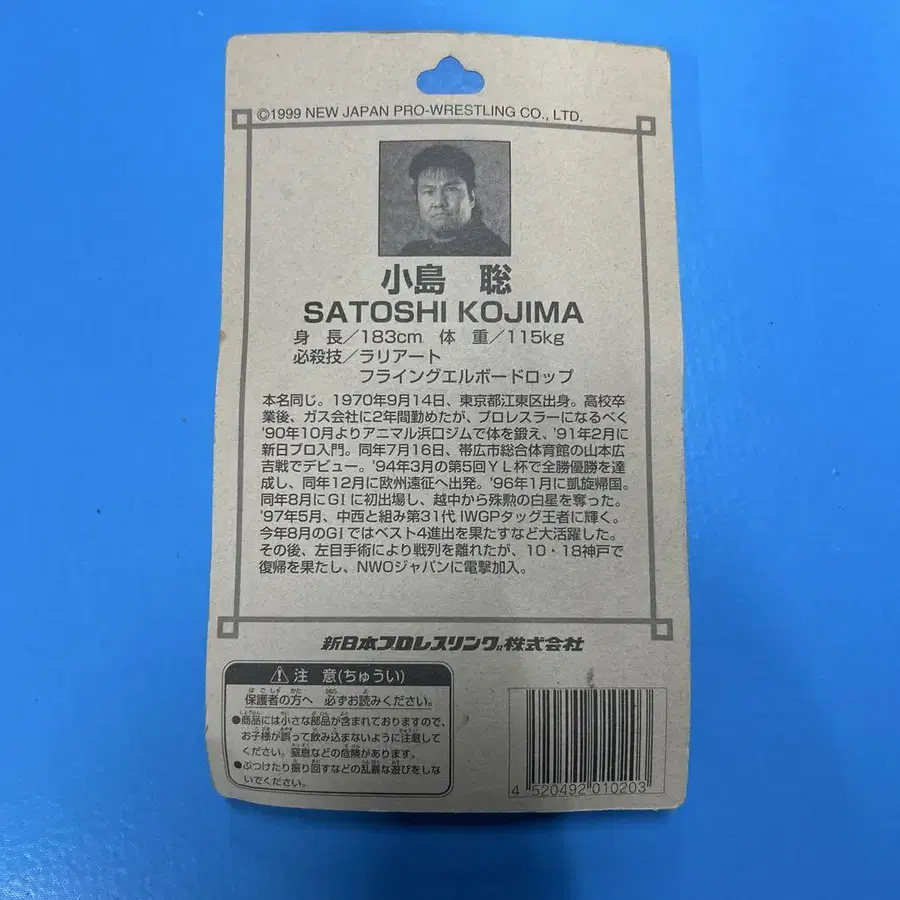 ©1999 NEW JAPAN PRO-WRESTLING CO., LTD.
小島 聡
SATOSHI KOJIMA
身 長/183cm 体 重/115kg
必殺技/ラリアート
フライングエルボードロップ
本名同じ。1970年9月14日、東京都江東区出身。高校卒
業後、ガス会社に2年間勤めたが、プロレスラーになるべく
'90年10月よりアニマル浜口ジムで体を鍛え、'91年2月に
新日プロ入門。同年7月16日、帯広市総合体育館の山本広
吉戦でデビュー。'94年3月の第5回YL杯で全勝優勝を達
成し、同年12月に欧州遠征へ出発。'96年1月に凱旋帰国。
同年8月にGIに初出場し、越中から殊勲の白星を奪った。
'97年5月、中西と組み第31代IWGPタッグ王者に輝く。
今年8月のGIではベスト4進出を果たすなど大活躍した。
その後、左目手術により戦列を離れたが、10・18神戸で
復帰を果たし、NWOジャパンに電撃加入。
新日本プロレスリング株式会社
注 意(ちゅうい)
保護者の方へ 必ずお読みください。
●商品には小さな部品が含まれておりますので、
お子様が誤って飲み込まないように注意して
ください。窒息などの危険があります。
●ぶつけたり振り回すなどの乱暴な遊びをしな
いでください。
4 520492 010203